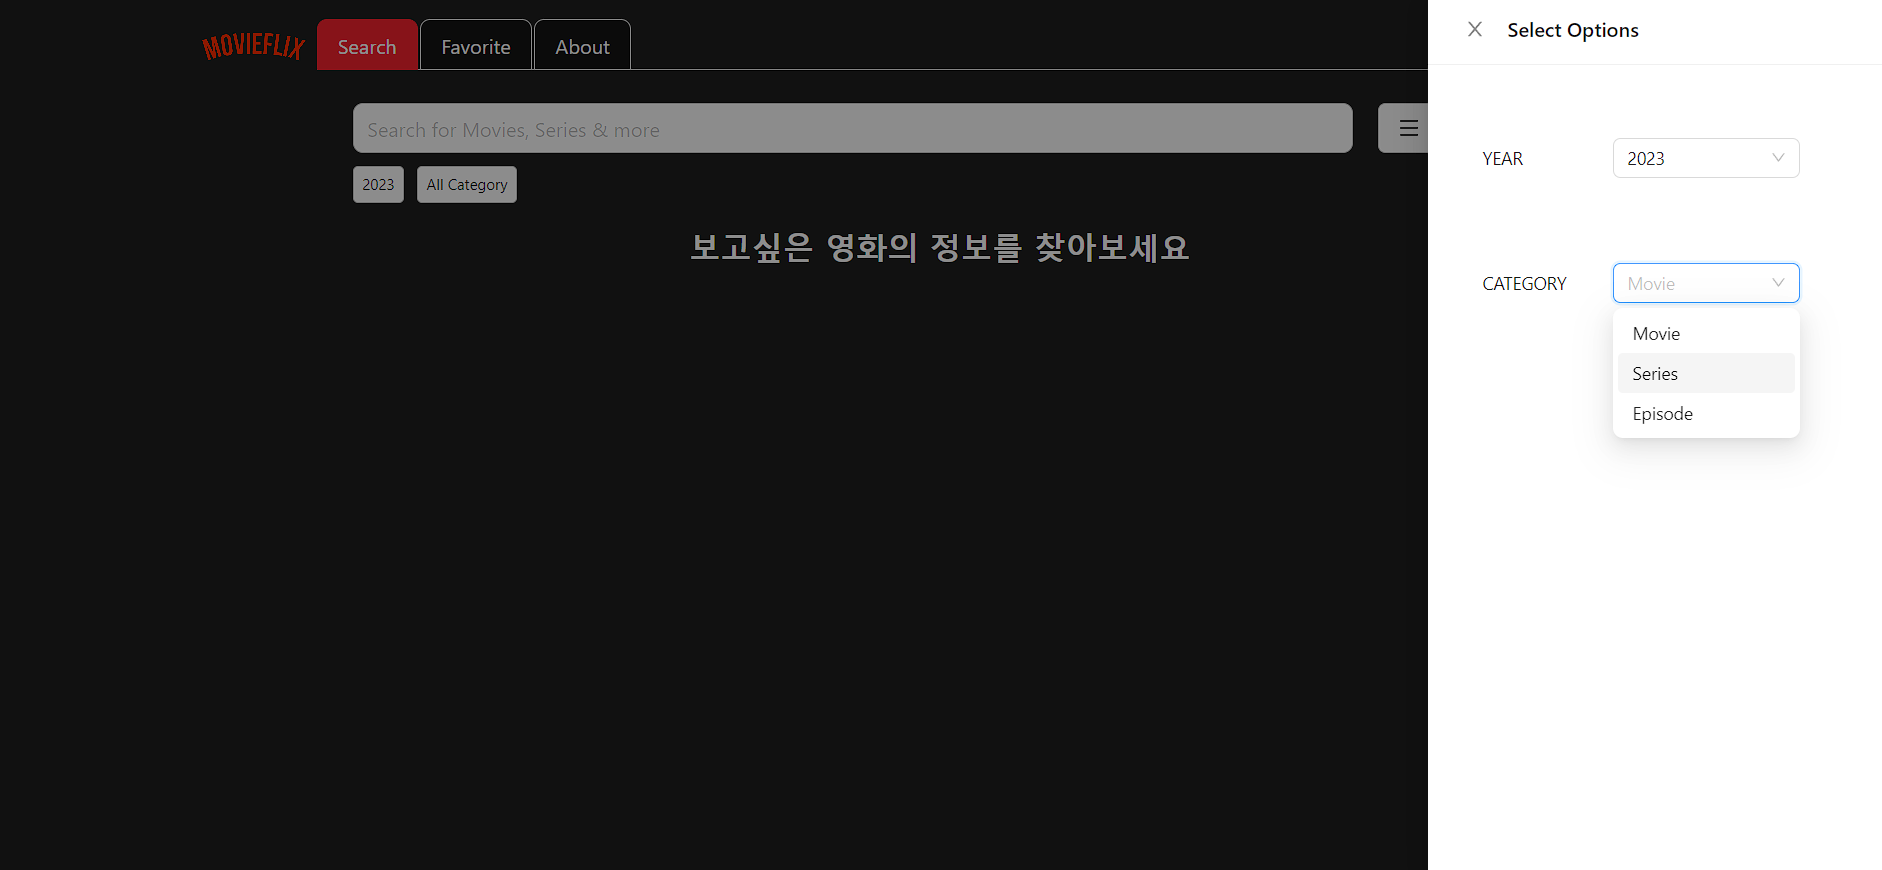 MOVIEFLIX
Search
Favorite
About
Search for Movies, Series & more
2023
All Category
보고싶은 영화의 정보를 찾아보세요
Select Options
YEAR
2023
CATEGORY
Movie
Movie
Series
Episode